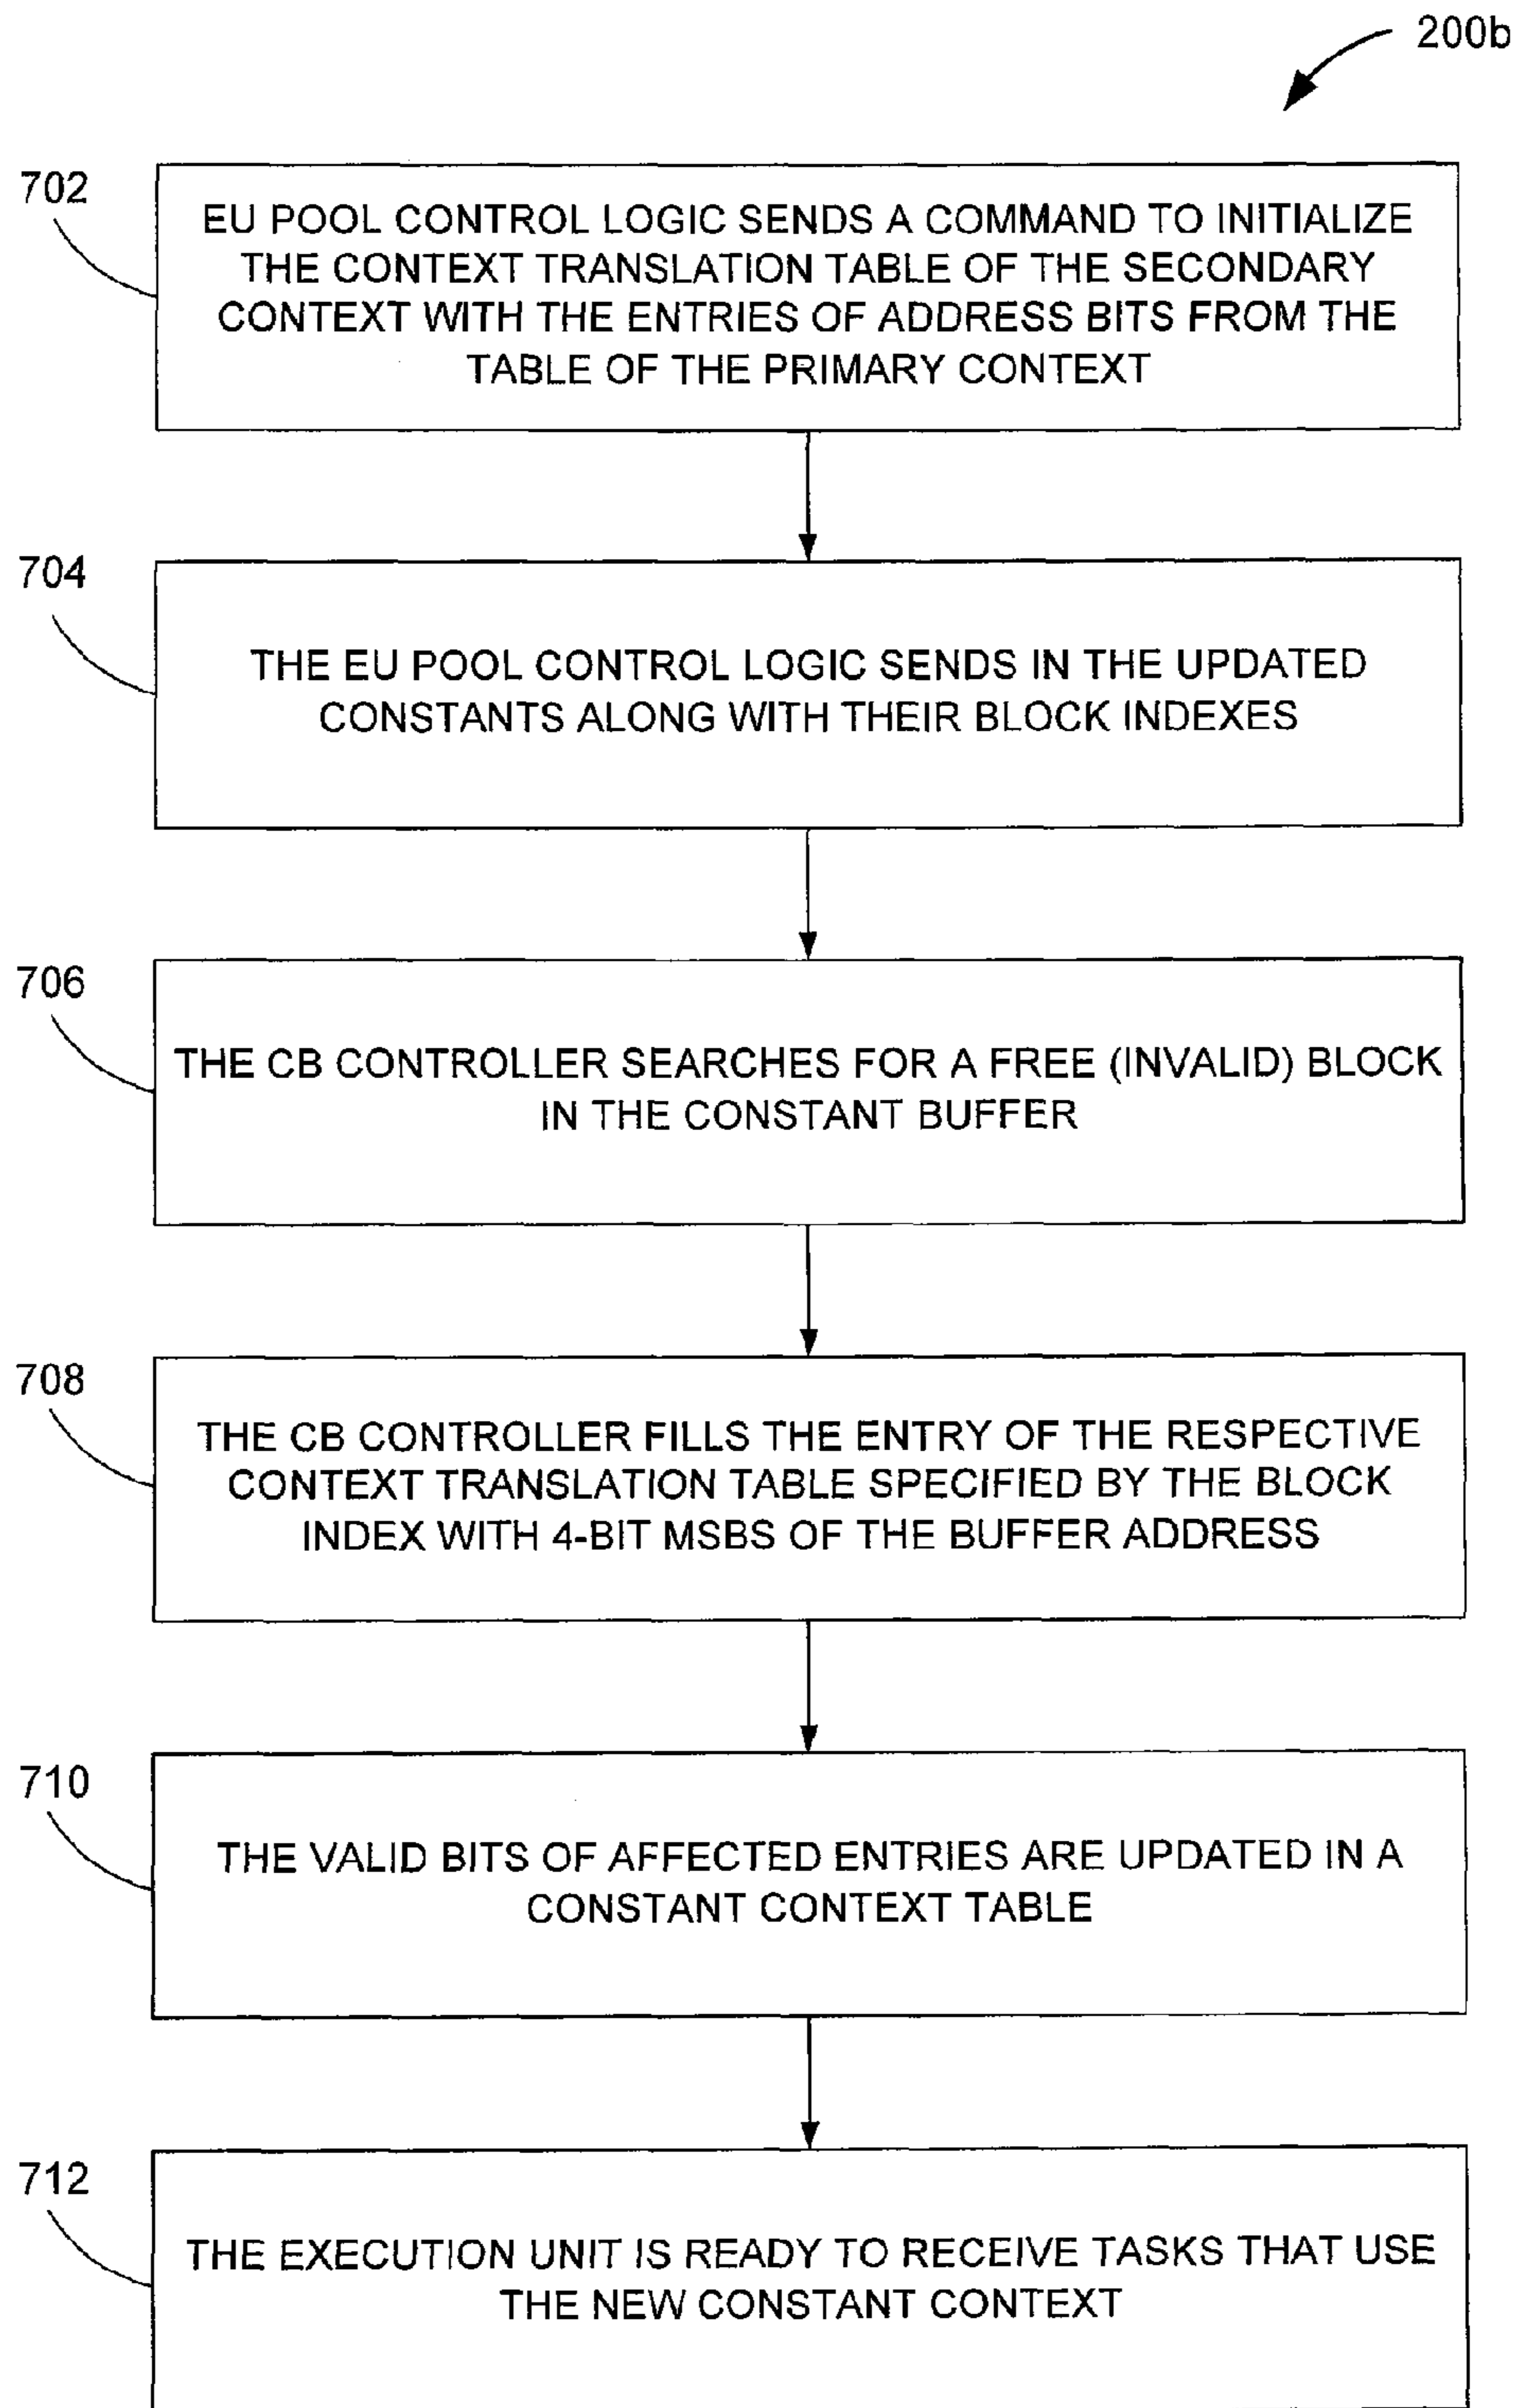 200b
702
EU POOL CONTROL LOGIC SENDS A COMMAND TO INITIALIZE
THE CONTEXT TRANSLATION TABLE OF THE SECONDARY
CONTEXT WITH THE ENTRIES OF ADDRESS BITS FROM THE
TABLE OF THE PRIMARY CONTEXT
704
THE EU POOL CONTROL LOGIC SENDS IN THE UPDATED
CONSTANTS ALONG WITH THEIR BLOCK INDEXES
706
THE CB CONTROLLER SEARCHES FOR A FREE (INVALID) BLOCK
IN THE CONSTANT BUFFER
708
THE CB CONTROLLER FILLS THE ENTRY OF THE RESPECTIVE
CONTEXT TRANSLATION TABLE SPECIFIED BY THE BLOCK
INDEX WITH 4-BIT MSBS OF THE BUFFER ADDRESS
710
THE VALID BITS OF AFFECTED ENTRIES ARE UPDATED IN A
CONSTANT CONTEXT TABLE
712
THE EXECUTION UNIT IS READY TO RECEIVE TASKS THAT USE
THE NEW CONSTANT CONTEXT